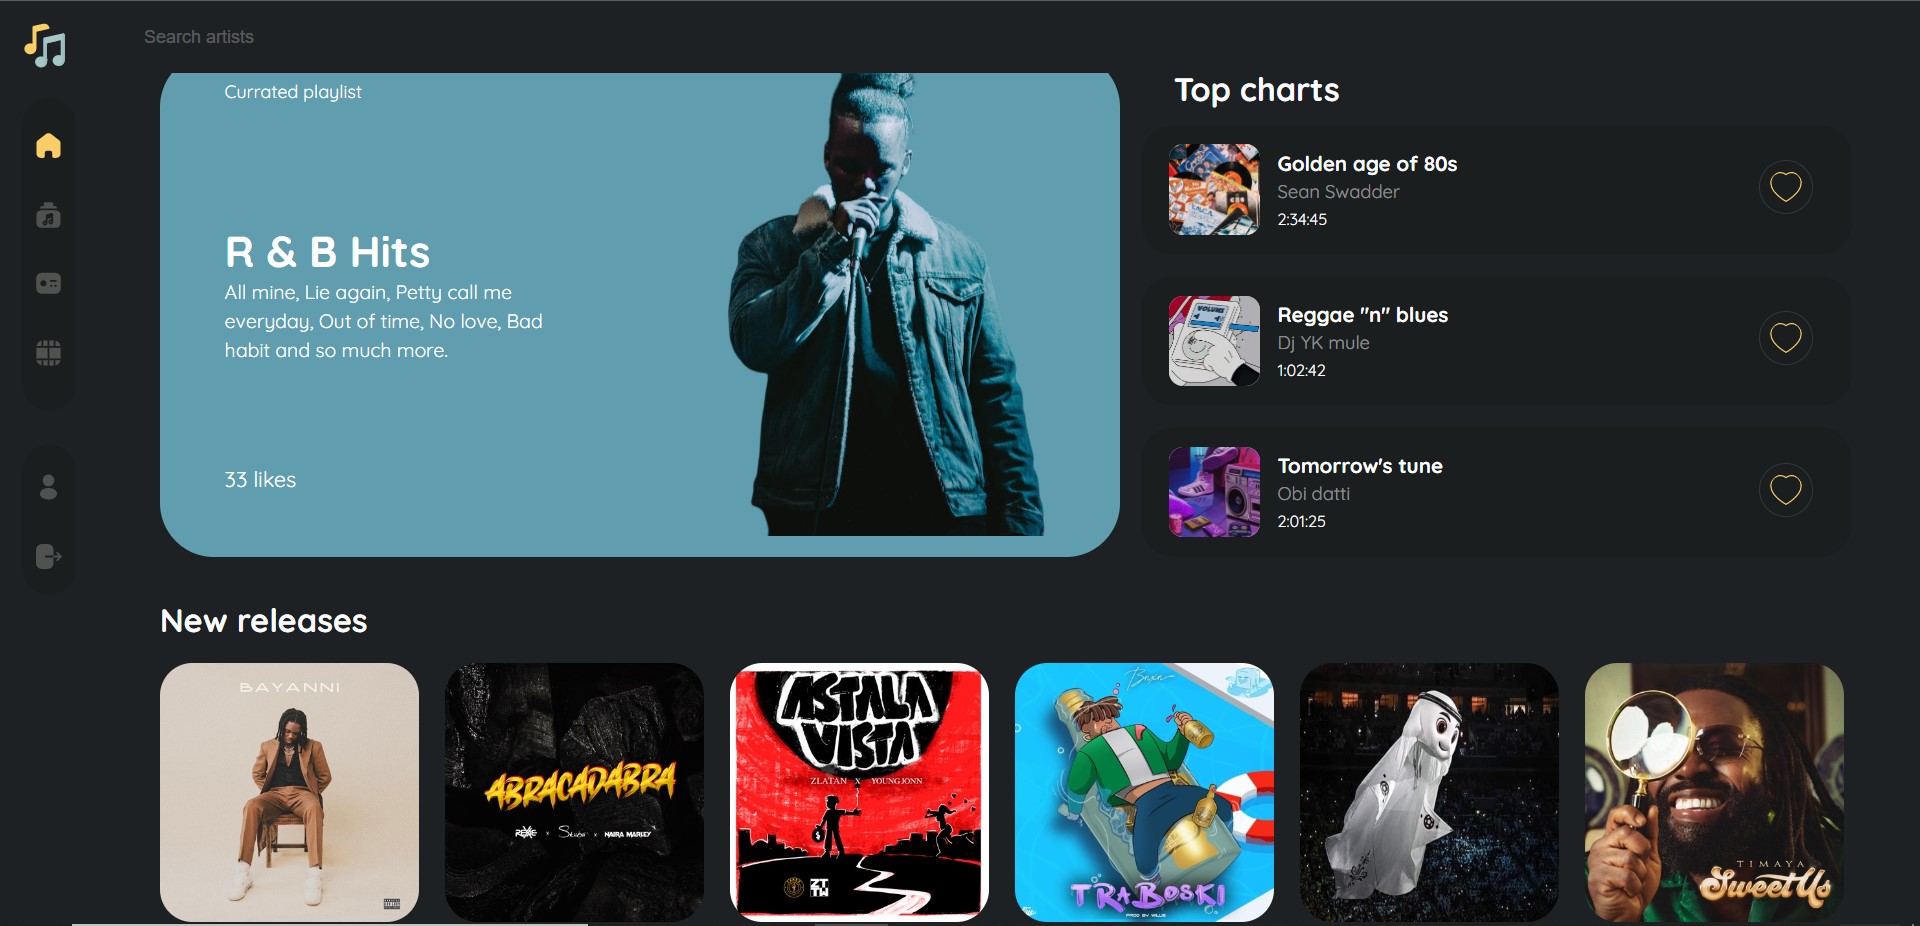 Search artists
Currated playlist
R & B Hits
All mine, Lie again, Petty call me
everyday, Out of time, No love, Bad
habit and so much more.
33 likes
Top charts
Golden age of 80s
Sean Swadder
2:34:45
Reggae "n" blues
Dj YK mule
1:02:42
Tomorrow's tune
Obi datti
2:01:25
New releases
BAYANNI
ABRACADABRA
NAIRA MARLEY
ASTALA
VISTA
ZLATAN X YOUNG JONN
Bnxn
TRABOSKI
TIMAYA
Sweet Us